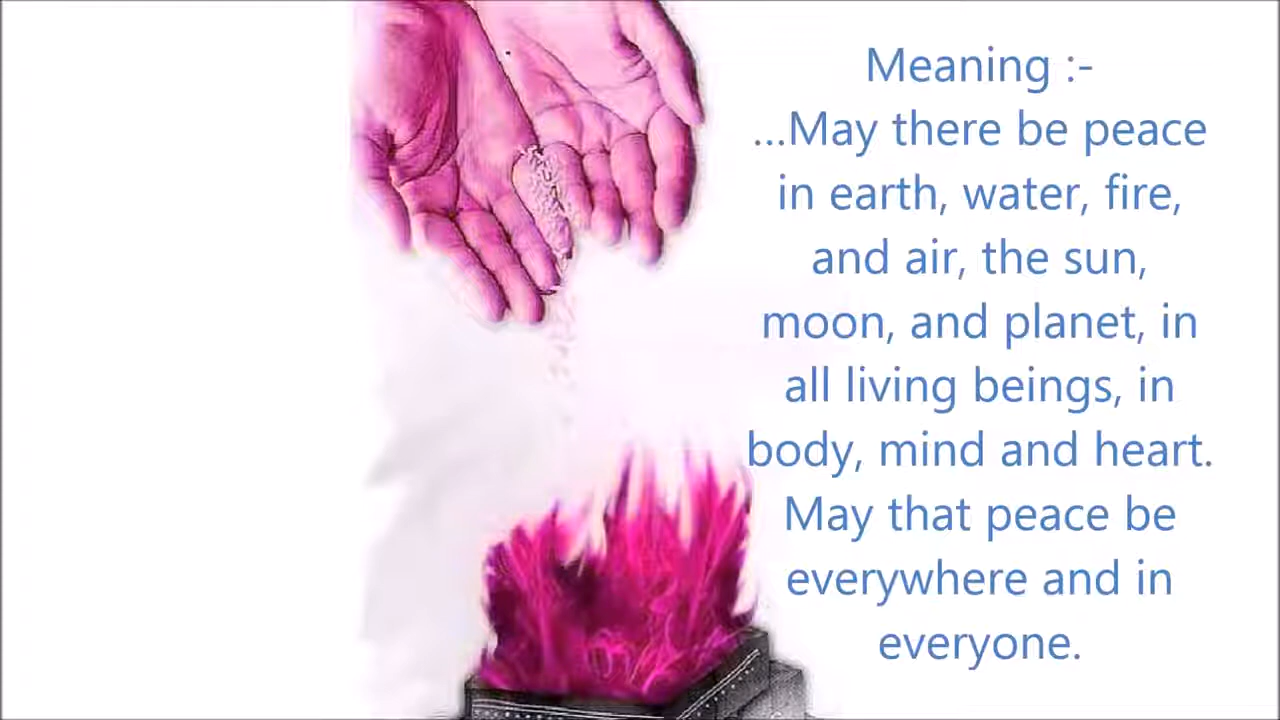 Meaning :-
...May there be peace
in earth, water, fire,
and air, the sun,
moon, and planet, in
all living beings, in
body, mind and heart.
May that peace be
everywhere and in
everyone.